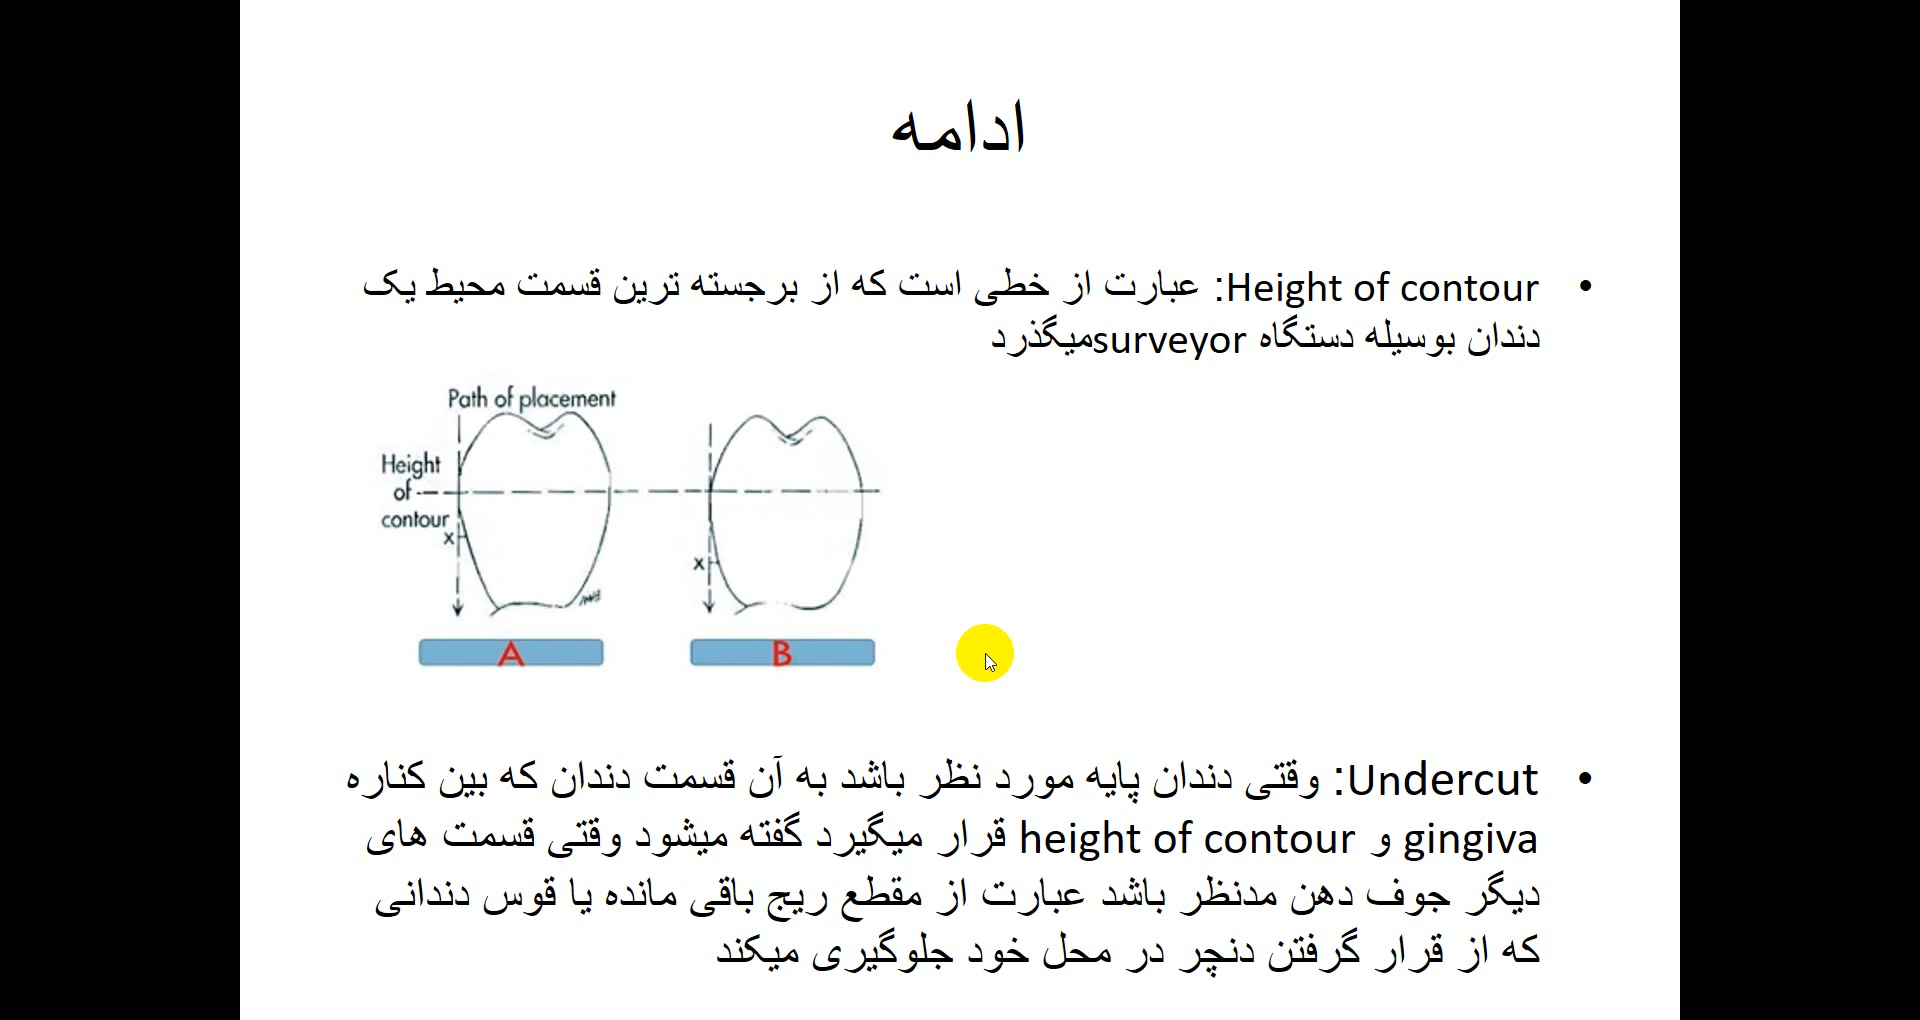 ادامه
• Height of contour: عبارت از خطی است که از برجسته ترین قسمت محیط یک
دندان بوسیله دستگاه surveyorمیگذرد
Path of placement
Height
of
contour
x
x
A
B
• Undercut: وقتی دندان پایه مورد نظر باشد به آن قسمت دندان که بین کناره
gingiva و height of contour قرار میگیرد گفته میشود وقتی قسمت های
دیگر جوف دهن مدنظر باشد عبارت از مقطع ریج باقی مانده یا قوس دندانی
که از قرار گرفتن دنچر در محل خود جلوگیری میکند